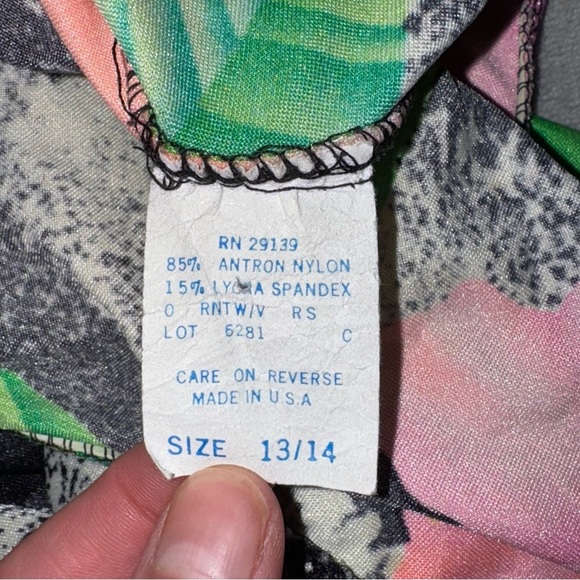 RN 29139
85% ANTRON NYLON
15% LYCRA SPANDEX
O RNTW/V RS
LOT 6281 C
CARE ON REVERSE
MADE IN U.S.A
SIZE 13/14